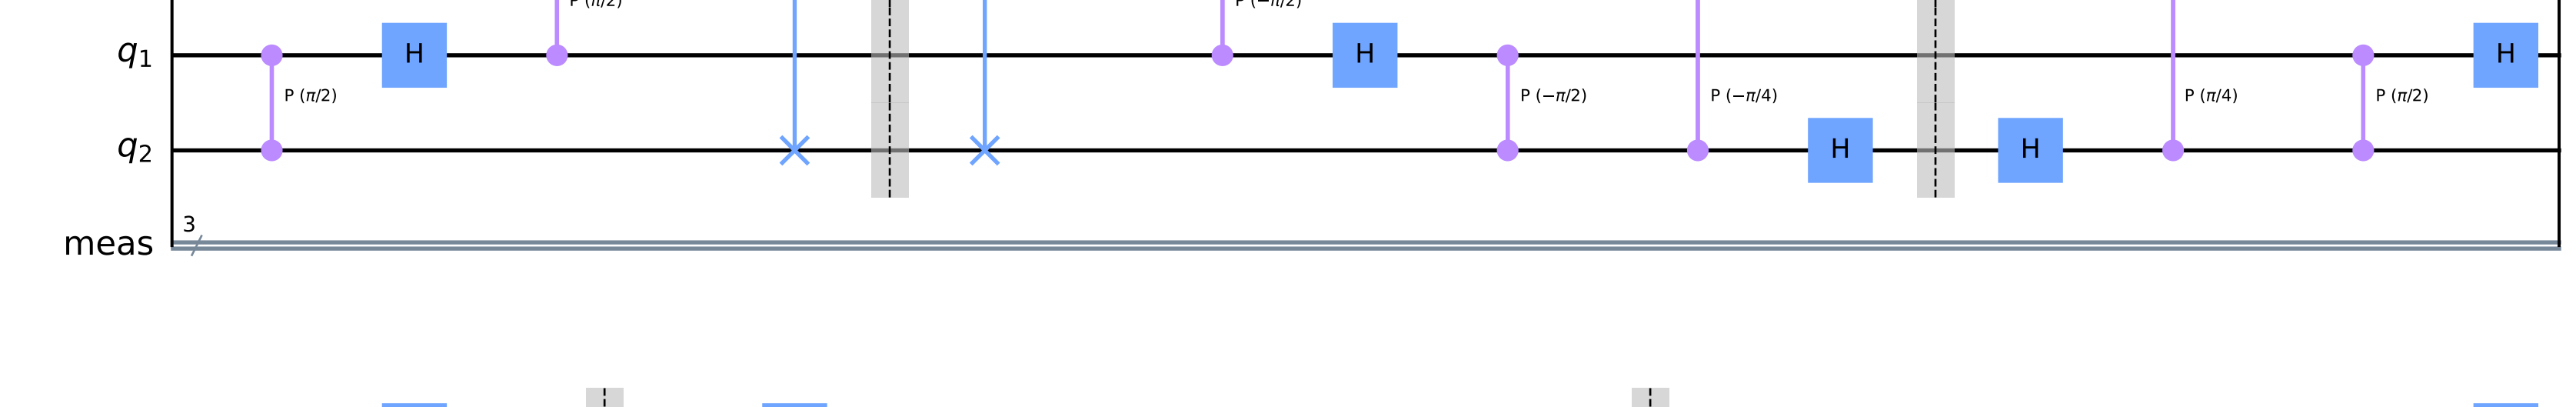 P (π/2) P (−π/2)
q₁ H H H
P (π/2) P (−π/2) P (−π/4) P (π/4) P (π/2)
q₂ H H
3
meas